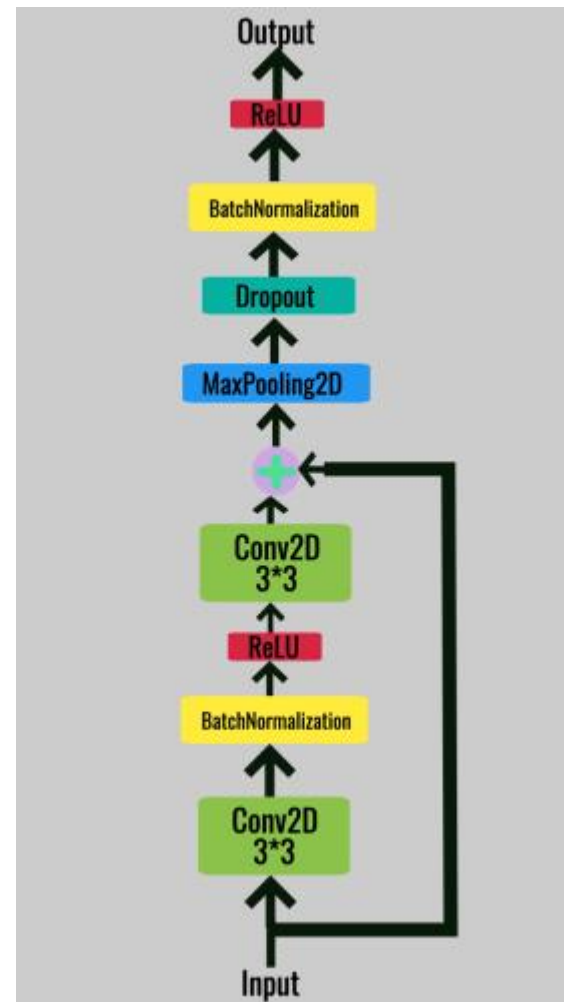 Output
ReLU
BatchNormalization
Dropout
MaxPooling2D
Conv2D
3*3
ReLU
BatchNormalization
Conv2D
3*3
Input